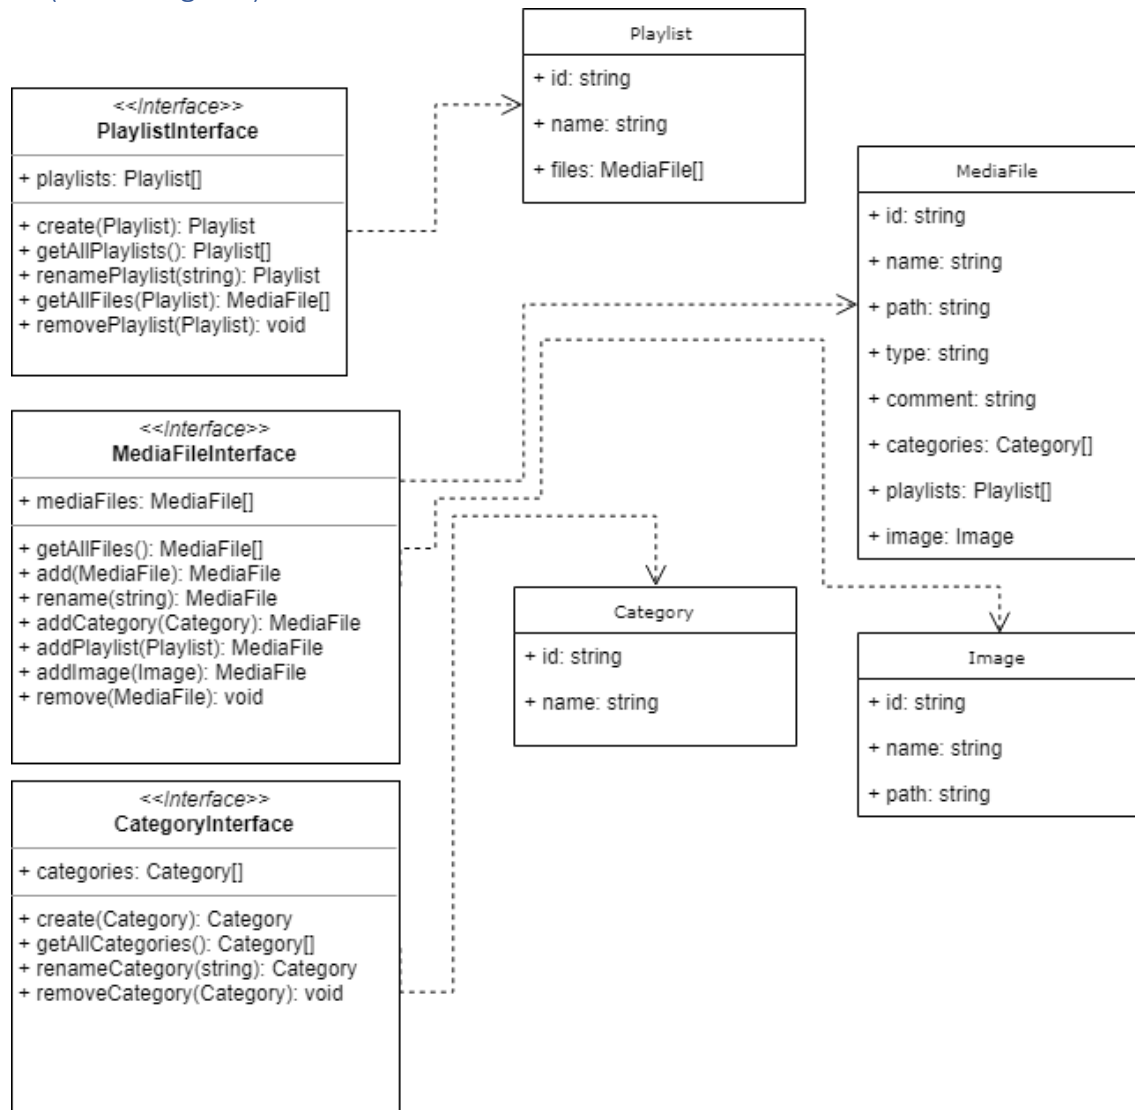 Playlist
+ id: string
+ name: string
+ files: MediaFile[]
<<Interface>>
PlaylistInterface
+ playlists: Playlist[]
+ create(Playlist): Playlist
+ getAllPlaylists(): Playlist[]
+ renamePlaylist(string): Playlist
+ getAllFiles(Playlist): MediaFile[]
+ removePlaylist(Playlist): void
MediaFile
+ id: string
+ name: string
+ path: string
+ type: string
+ comment: string
+ categories: Category[]
+ playlists: Playlist[]
+ image: Image
<<Interface>>
MediaFileInterface
+ mediaFiles: MediaFile[]
+ getAllFiles(): MediaFile[]
+ add(MediaFile): MediaFile
+ rename(string): MediaFile
+ addCategory(Category): MediaFile
+ addPlaylist(Playlist): MediaFile
+ addImage(Image): MediaFile
+ remove(MediaFile): void
Category
+ id: string
+ name: string
Image
+ id: string
+ name: string
+ path: string
<<Interface>>
CategoryInterface
+ categories: Category[]
+ create(Category): Category
+ getAllCategories(): Category[]
+ renameCategory(string): Category
+ removeCategory(Category): void